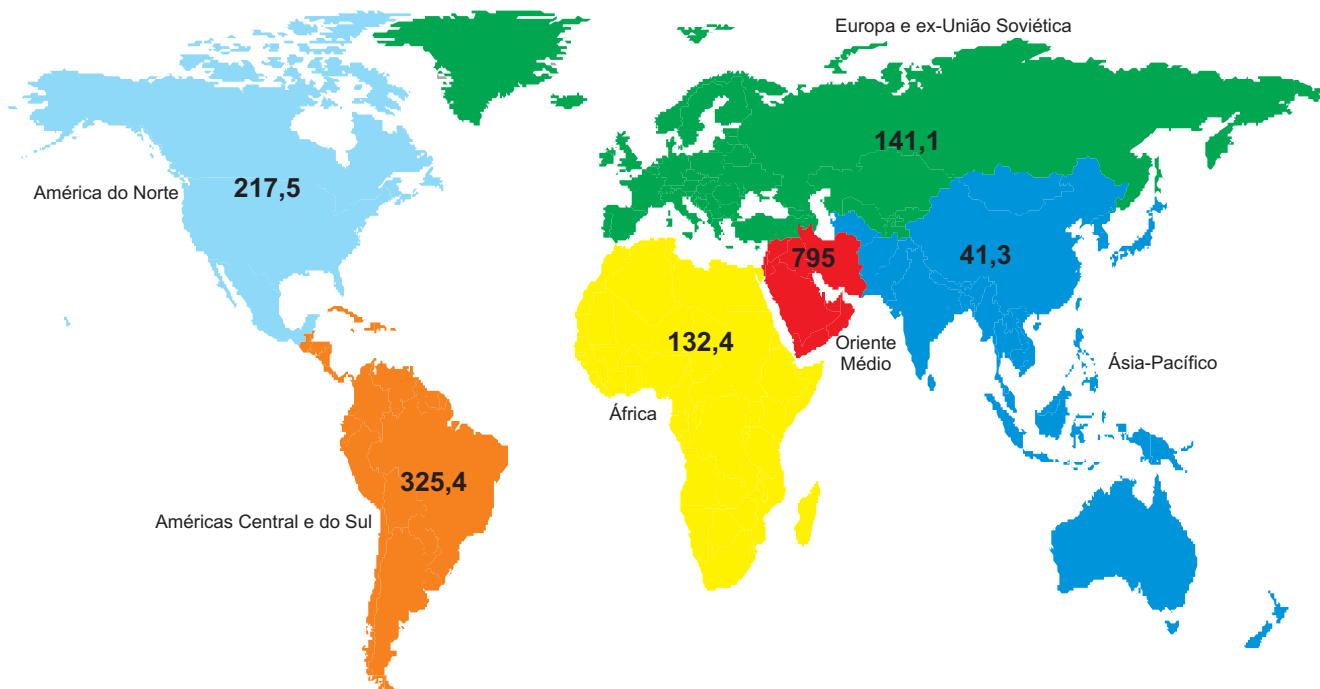 Europa e ex-União Soviética
141,1
América do Norte
217,5
795
41,3
132,4
Oriente
Médio
Ásia-Pacífico
África
325,4
Américas Central e do Sul